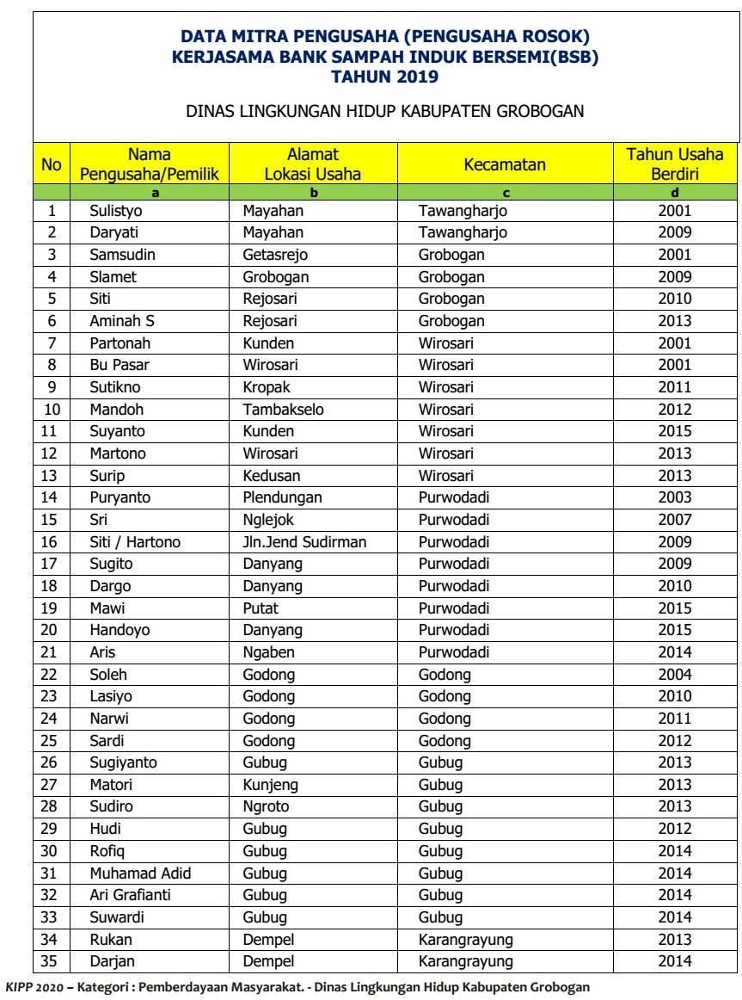 DATA MITRA PENGUSAHA (PENGUSAHA ROSOK)
KERJASAMA BANK SAMPAH INDUK BERSEMI(BSB)
TAHUN 2019
DINAS LINGKUNGAN HIDUP KABUPATEN GROBOGAN
No Nama Pengusaha/Pemilik Alamat Lokasi Usaha Kecamatan Tahun Usaha Berdiri
a b c d
1 Sulistyo Mayahan Tawangharjo 2001
2 Daryati Mayahan Tawangharjo 2009
3 Samsudin Getasrejo Grobogan 2001
4 Slamet Grobogan Grobogan 2009
5 Siti Rejosari Grobogan 2010
6 Aminah S Rejosari Grobogan 2013
7 Partonah Kunden Wirosari 2001
8 Bu Pasar Wirosari Wirosari 2001
9 Sutikno Kropak Wirosari 2011
10 Mandoh Tambakselo Wirosari 2012
11 Suyanto Kunden Wirosari 2015
12 Martono Wirosari Wirosari 2013
13 Surip Kedusan Wirosari 2013
14 Puryanto Plendungan Purwodadi 2003
15 Sri Nglejok Purwodadi 2007
16 Siti / Hartono Jln.Jend Sudirman Purwodadi 2009
17 Sugito Danyang Purwodadi 2009
18 Dargo Danyang Purwodadi 2010
19 Mawi Putat Purwodadi 2015
20 Handoyo Danyang Purwodadi 2015
21 Aris Ngaben Purwodadi 2014
22 Soleh Godong Godong 2004
23 Lasiyo Godong Godong 2010
24 Narwi Godong Godong 2011
25 Sardi Godong Godong 2012
26 Sugiyanto Gubug Gubug 2013
27 Matori Kunjeng Gubug 2013
28 Sudiro Ngroto Gubug 2013
29 Hudi Gubug Gubug 2012
30 Rofiq Gubug Gubug 2014
31 Muhamad Adid Gubug Gubug 2014
32 Ari Grafianti Gubug Gubug 2014
33 Suwardi Gubug Gubug 2014
34 Rukan Dempel Karangrayung 2013
35 Darjan Dempel Karangrayung 2014
KIPP 2020 – Kategori : Pemberdayaan Masyarakat. - Dinas Lingkungan Hidup Kabupaten Grobogan